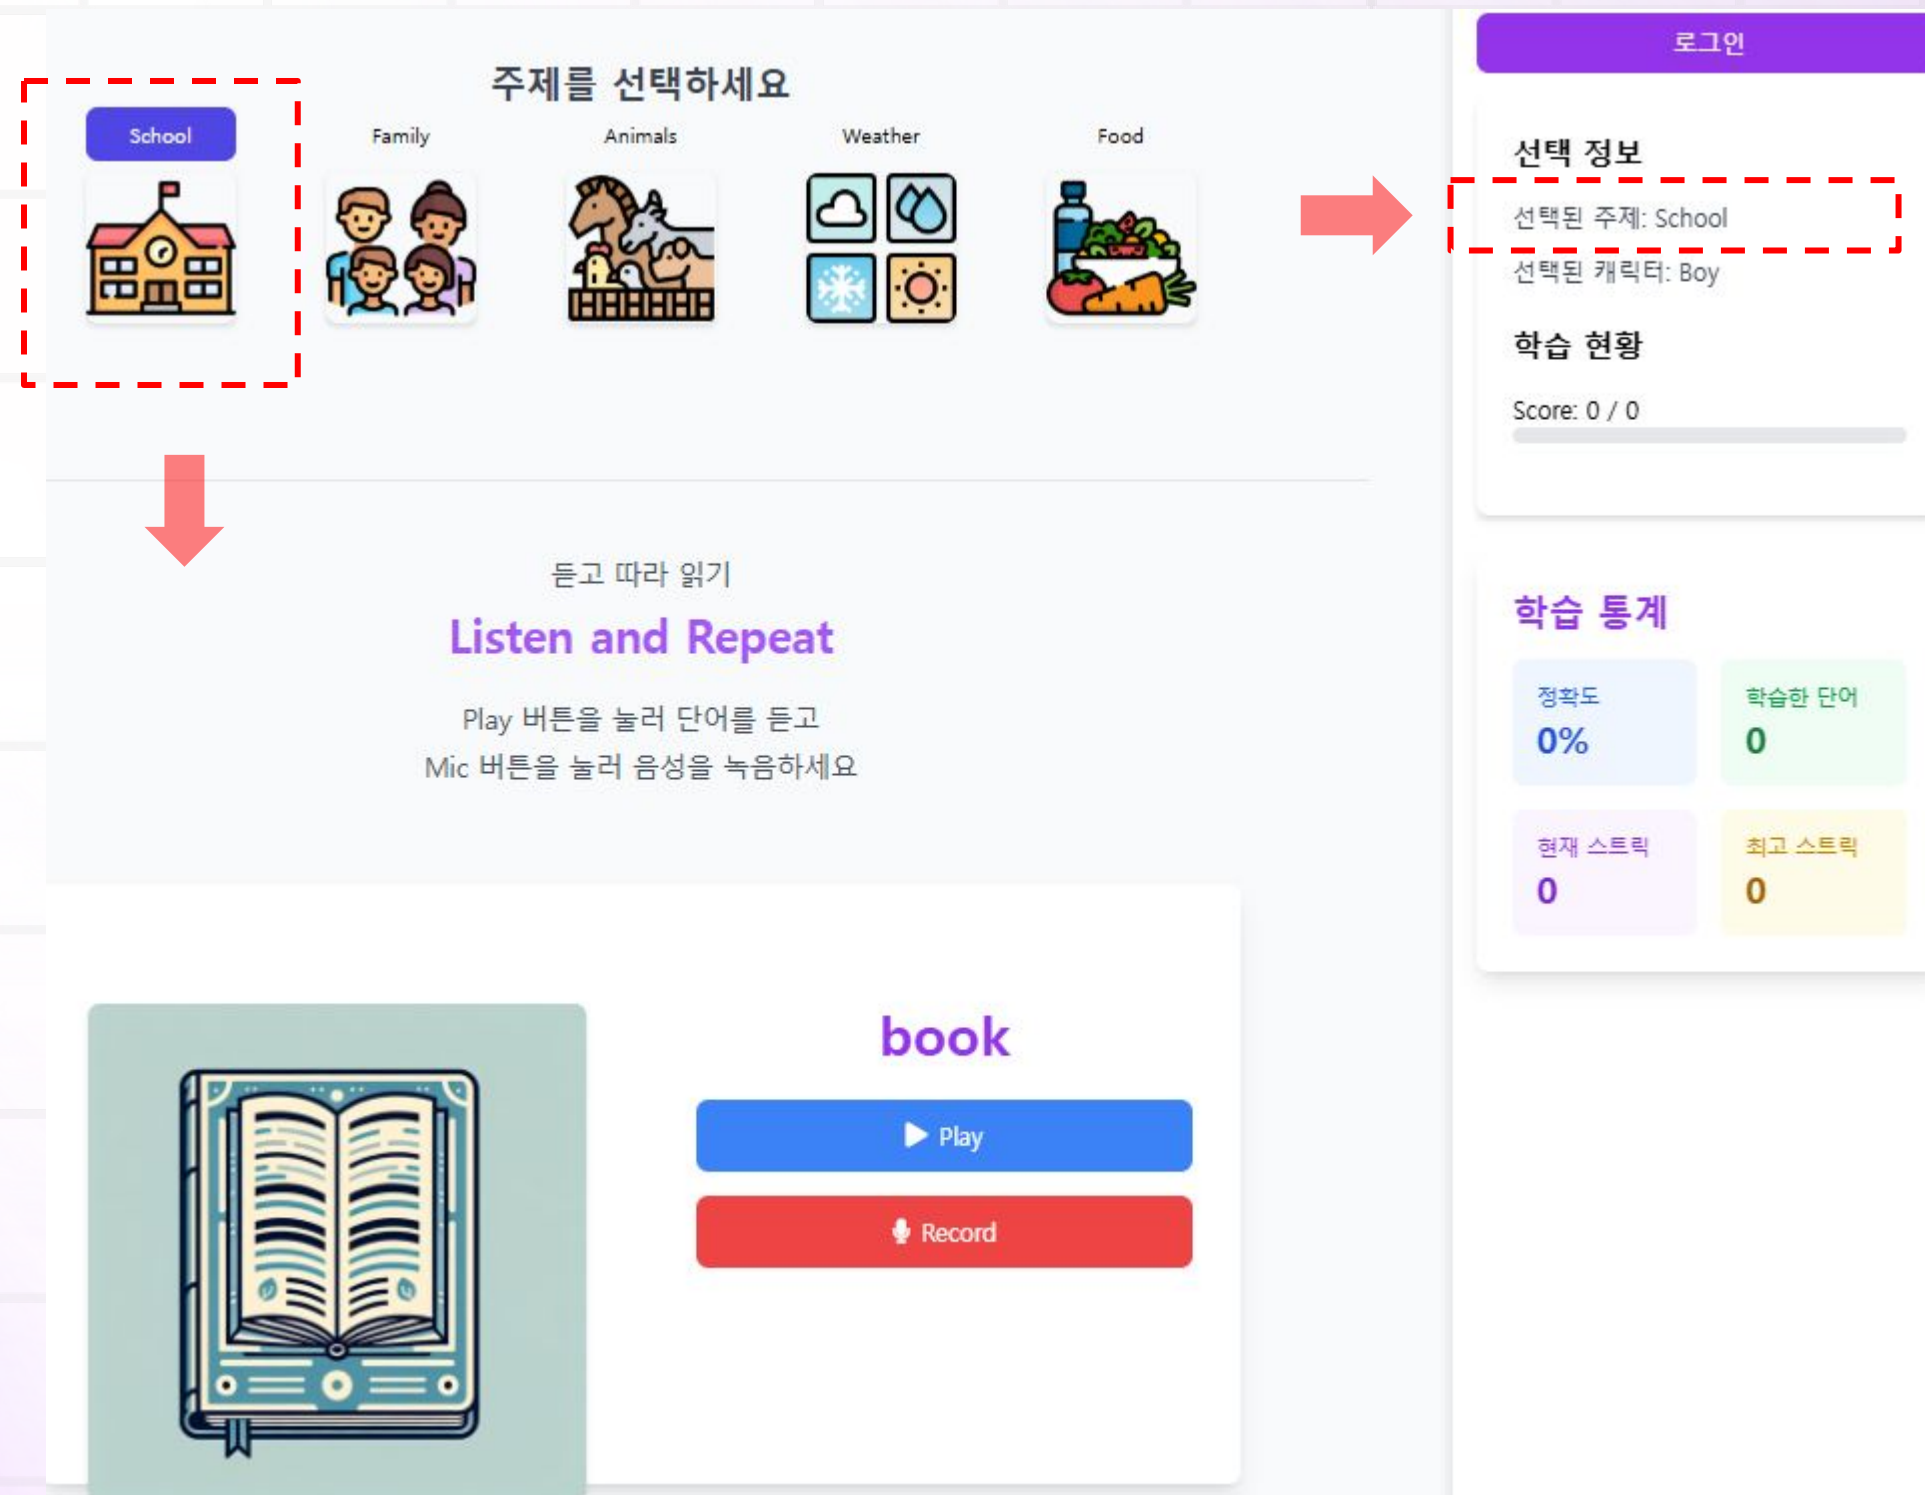 주제를 선택하세요
School
Family
Animals
Weather
Food
듣고 따라 읽기
Listen and Repeat
Play 버튼을 눌러 단어를 듣고
Mic 버튼을 눌러 음성을 녹음하세요
book
Play
Record
로그인
선택 정보
선택된 주제: School
선택된 캐릭터: Boy
학습 현황
Score: 0 / 0
학습 통계
정확도
0%
학습한 단어
0
현재 스트릭
0
최고 스트릭
0